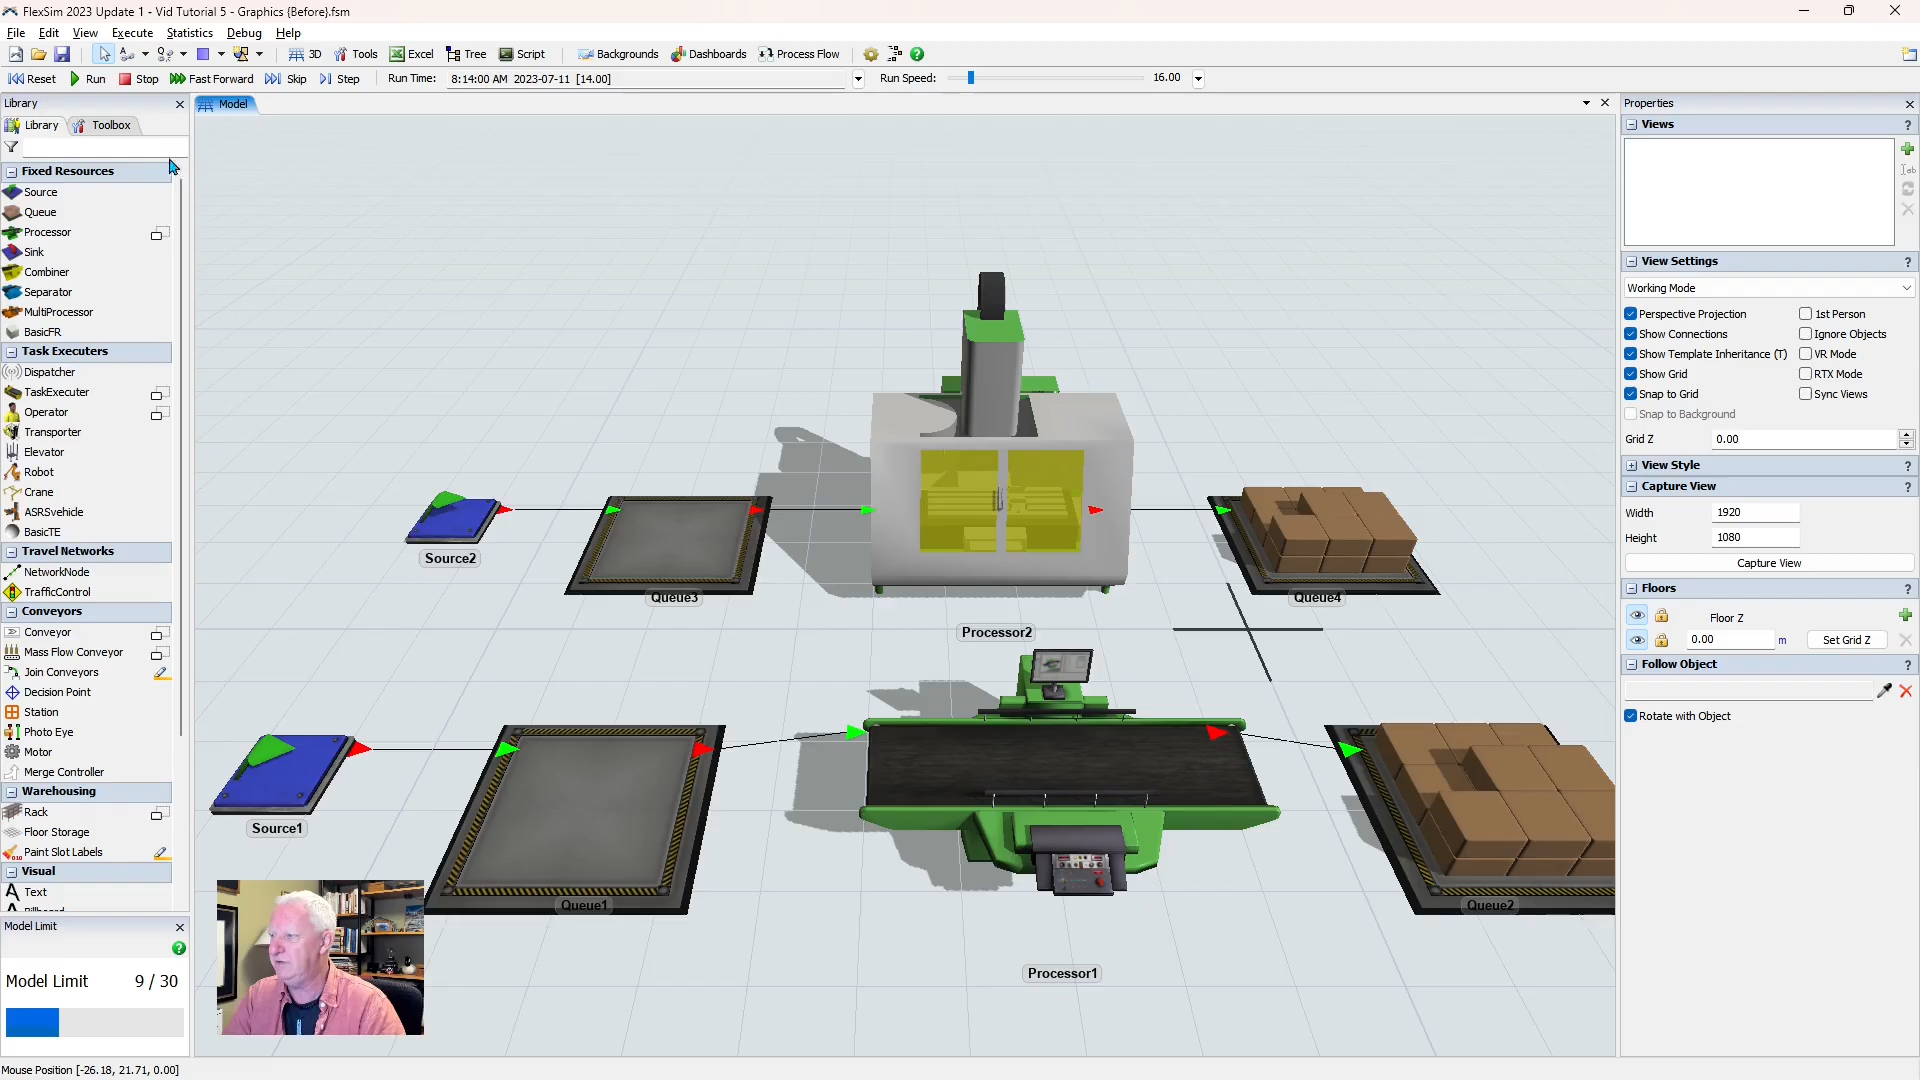 FlexSim 2023 Update 1 - Vid Tutorial 5 - Graphics {Before}.fsm
File Edit View Execute Statistics Debug Help
3D Tools Excel Tree Script Backgrounds Dashboards Process Flow
Reset Run Stop Fast Forward Skip Step Run Time: 8:14:00 AM 2023-07-11 [14.00] Run Speed: 16.00
Library
Library Toolbox
Fixed Resources
Source
Queue
Processor
Sink
Combiner
Separator
MultiProcessor
BasicFR
Task Executers
Dispatcher
TaskExecuter
Operator
Transporter
Elevator
Robot
Crane
ASRSvehicle
BasicTE
Travel Networks
NetworkNode
TrafficControl
Conveyors
Conveyor
Mass Flow Conveyor
Join Conveyors
Decision Point
Station
Photo Eye
Motor
Merge Controller
Warehousing
Rack
Floor Storage
Paint Slot Labels
Visual
Text
Model Limit
Model Limit 9 / 30
Mouse Position [-26.18, 21.71, 0.00]
Model
Source2
Queue3
Processor2
Queue4
Source1
Queue1
Processor1
Queue2
Properties
Views
View Settings
Working Mode
Perspective Projection 1st Person
Show Connections Ignore Objects
Show Template Inheritance (T) VR Mode
Show Grid RTX Mode
Snap to Grid Sync Views
Snap to Background
Grid Z 0.00
View Style
Capture View
Width 1920
Height 1080
Capture View
Floors
Floor Z
0.00 m Set Grid Z
Follow Object
Rotate with Object